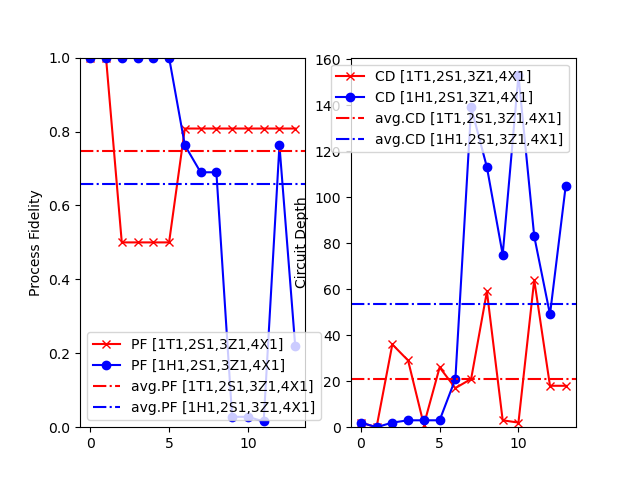 1.0
0.8
0.6
0.4
0.2
0.0
Process Fidelity
0
5
10
PF [1T1,2S1,3Z1,4X1]
PF [1H1,2S1,3Z1,4X1]
avg.PF [1T1,2S1,3Z1,4X1]
avg.PF [1H1,2S1,3Z1,4X1]
160
140
120
100
80
60
40
20
0
Circuit Depth
0
5
10
CD [1T1,2S1,3Z1,4X1]
CD [1H1,2S1,3Z1,4X1]
avg.CD [1T1,2S1,3Z1,4X1]
avg.CD [1H1,2S1,3Z1,4X1]